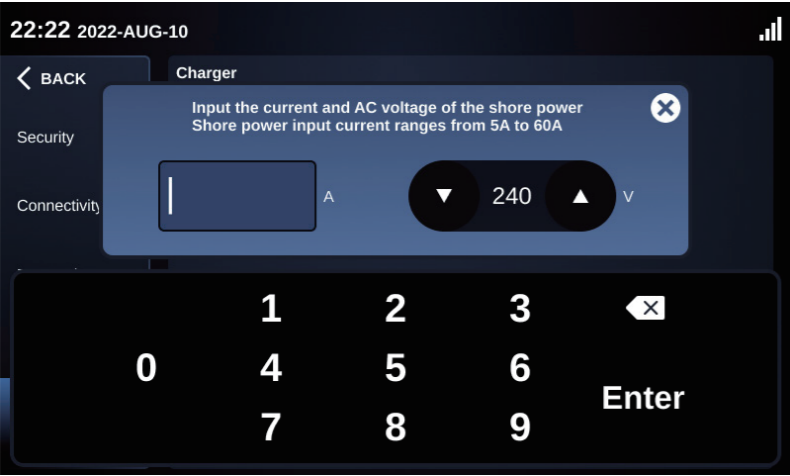 22:22 2022-AUG-10
BACK
Charger
Input the current and AC voltage of the shore power
Shore power input current ranges from 5A to 60A
Security
A
240
V
Connectivity
1
2
3
0
4
5
6
Enter
7
8
9